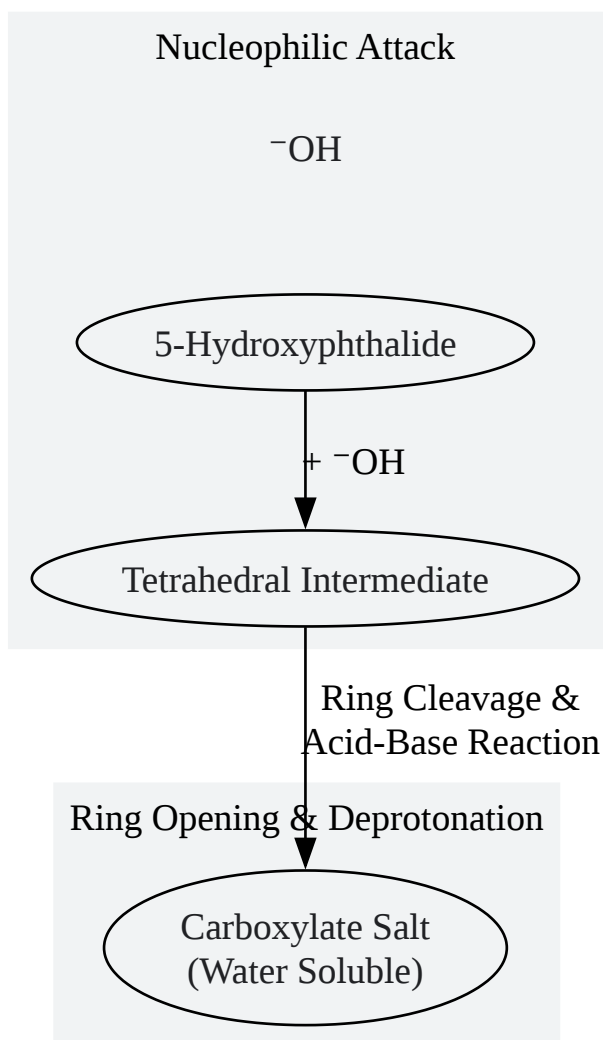 Nucleophilic Attack
⁻OH
5-Hydroxyphthalide
+ ⁻OH
Tetrahedral Intermediate
Ring Cleavage &
Acid-Base Reaction
Ring Opening & Deprotonation
Carboxylate Salt
(Water Soluble)